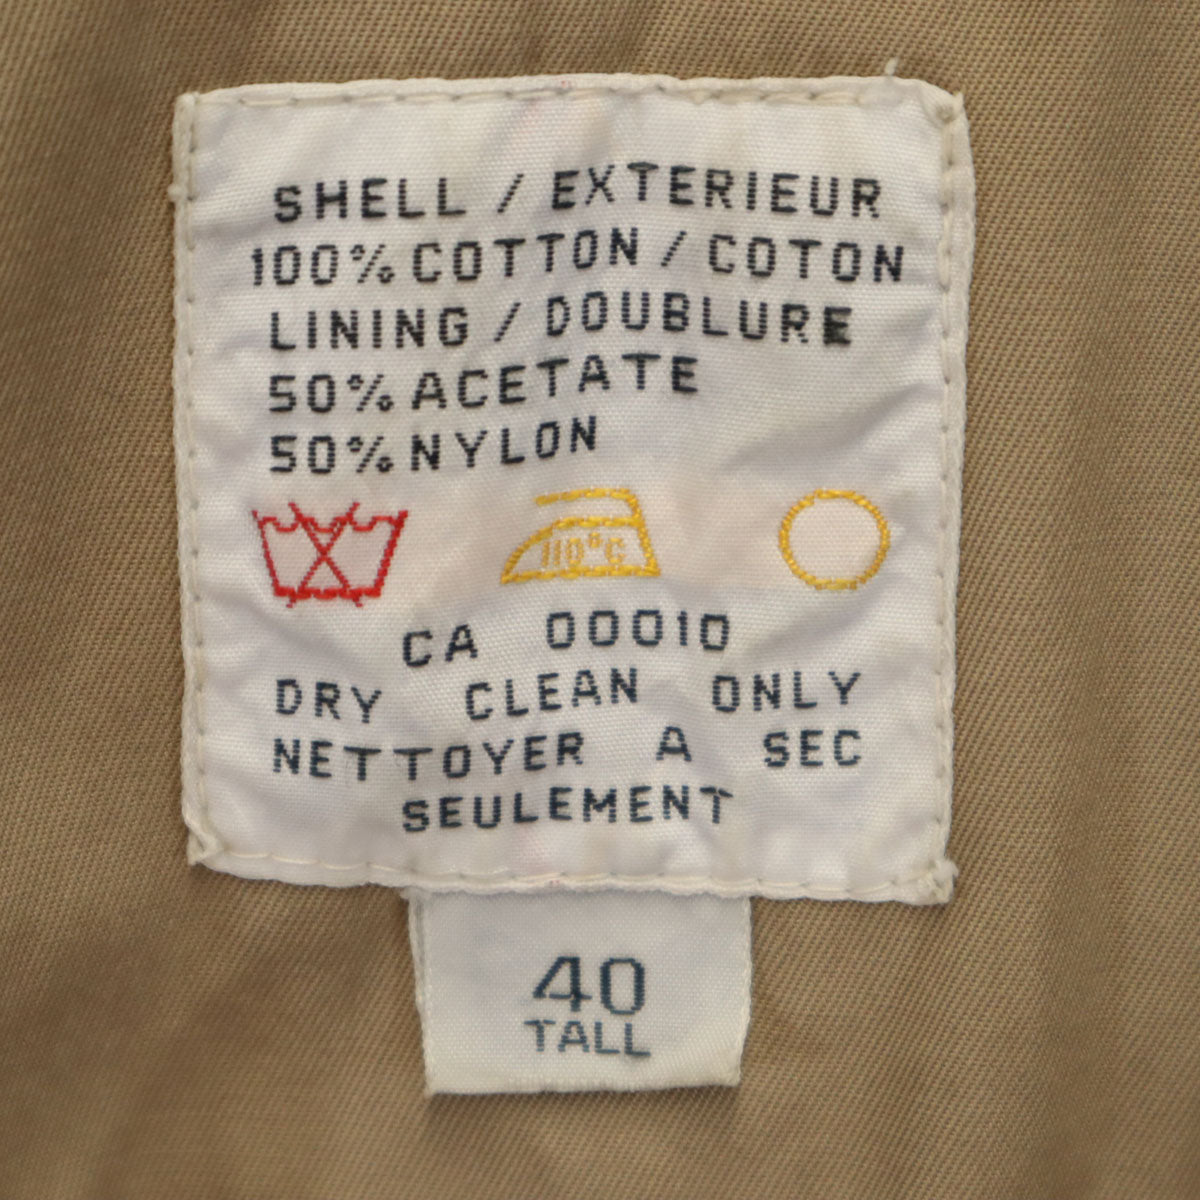 SHELL / EXTERIEUR
100% COTTON / COTON
LINING / DOUBLURE
50% ACETATE
50% NYLON
110°C
CA 00010
DRY CLEAN ONLY
NETTOYER A SEC
SEULEMENT
40
TALL